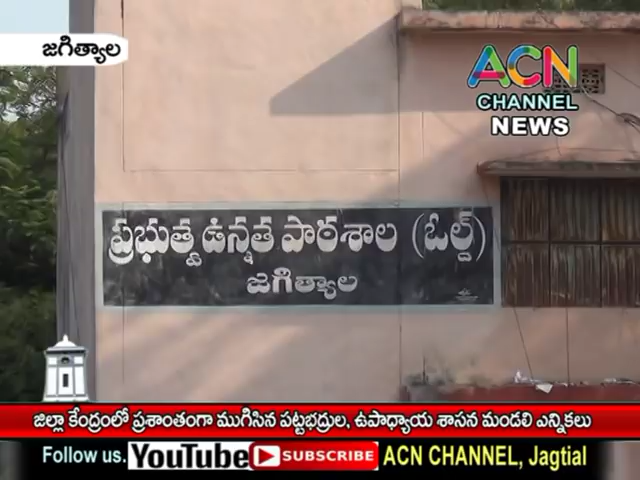 జగిత్యాల
ACN
CHANNEL
NEWS
ప్రభుత్వ ఉన్నత పాఠశాల (ఓల్డ్)
జగిత్యాల
జిల్లా కేంద్రంలో ప్రశాంతంగా ముగిసిన పట్టభద్రుల, ఉపాధ్యాయ శాసన మండలి ఎన్నికలు
Follow us. YouTube SUBSCRIBE ACN CHANNEL, Jagtial